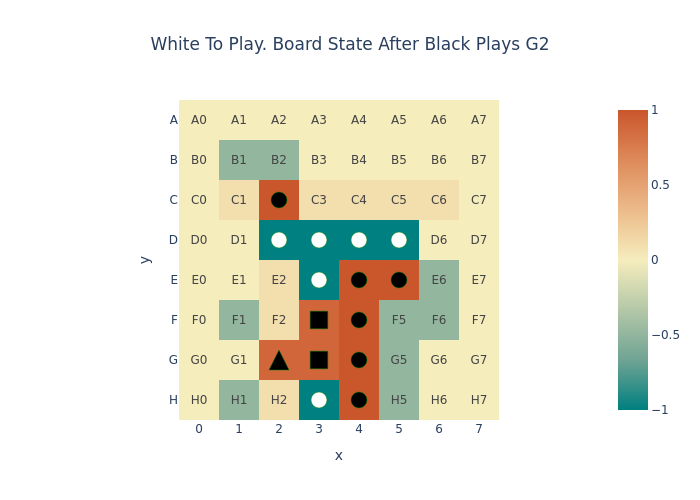 White To Play. Board State After Black Plays G2
A A0 A1 A2 A3 A4 A5 A6 A7
B B0 B1 B2 B3 B4 B5 B6 B7
C C0 C1 C3 C4 C5 C6 C7
D D0 D1 D6 D7
E E0 E1 E2 E6 E7
F F0 F1 F2 F5 F6 F7
G G0 G1 G5 G6 G7
H H0 H1 H2 H5 H6 H7
0 1 2 3 4 5 6 7
x
y
1
0.5
0
−0.5
−1